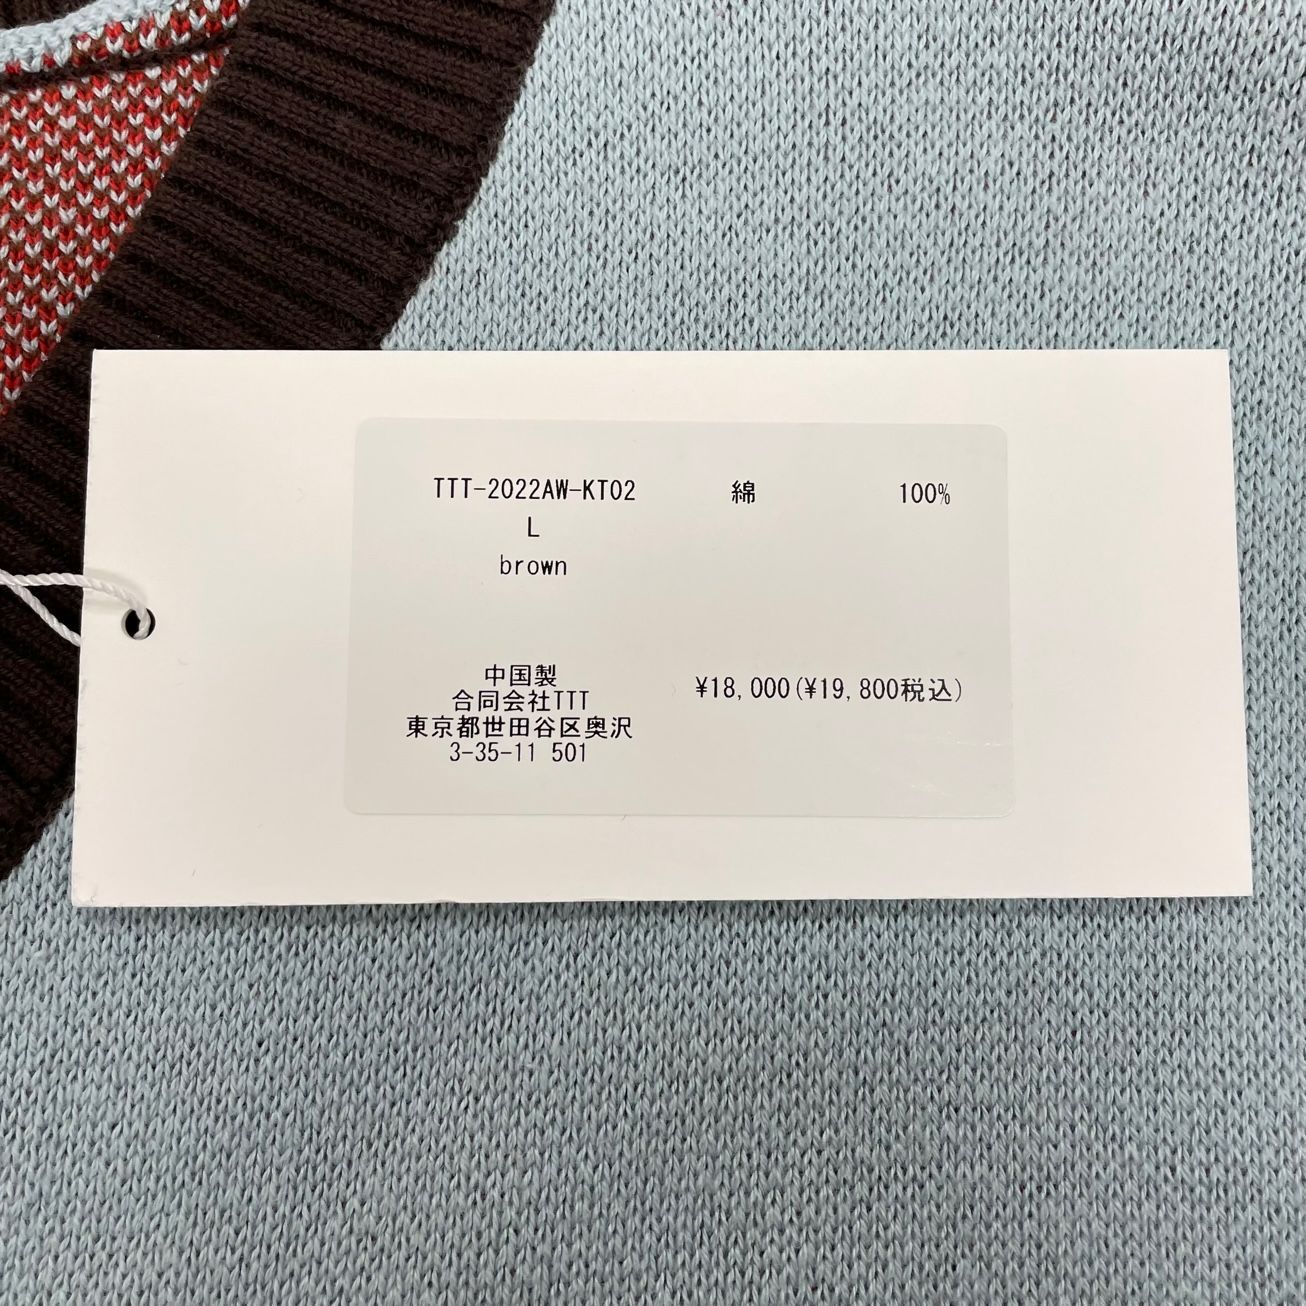 TTT-2022AW-KT02 綿 100%
L
brown
中国製
合同会社TTT
¥18,000(¥19,800税込)
東京都世田谷区奥沢
3-35-11 501